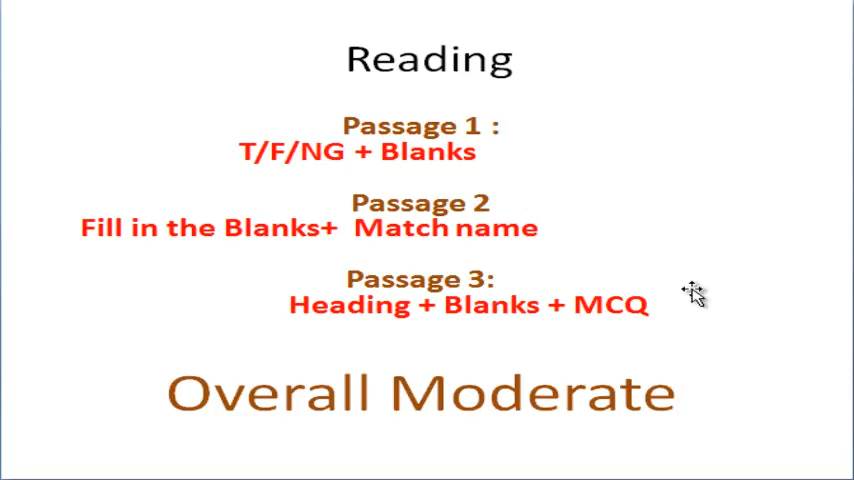 Reading
Passage 1 :
T/F/NG + Blanks
Passage 2
Fill in the Blanks+ Match name
Passage 3:
Heading + Blanks + MCQ
Overall Moderate